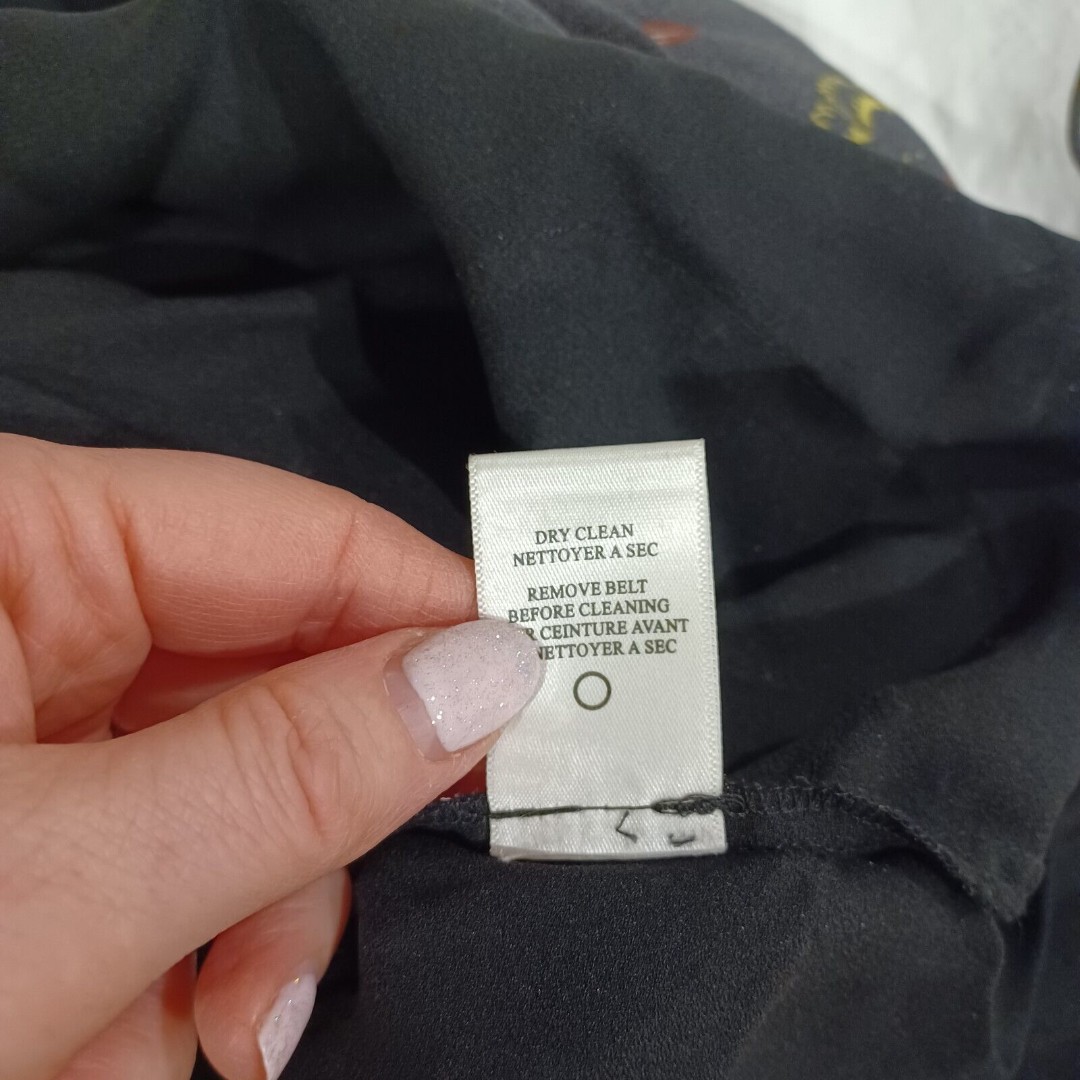 DRY CLEAN
NETTOYER A SEC
REMOVE BELT
BEFORE CLEANING
CEINTURE AVANT
NETTOYER A SEC